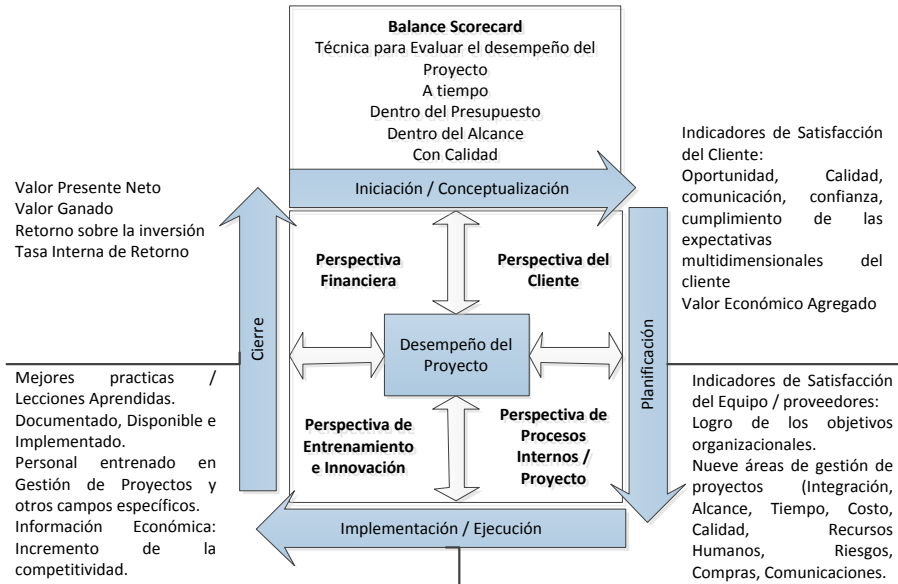 Balance Scorecard
Técnica para Evaluar el desempeño del
Proyecto
A tiempo
Dentro del Presupuesto
Dentro del Alcance
Con Calidad
Iniciación / Conceptualización
Valor Presente Neto
Valor Ganado
Retorno sobre la inversión
Tasa Interna de Retorno
Perspectiva
Financiera
Perspectiva del
Cliente
Indicadores de Satisfacción
del Cliente:
Oportunidad, Calidad,
comunicación, confianza,
cumplimiento de las
expectativas
multidimensionales del
cliente
Valor Económico Agregado
Cierre
Desempeño del
Proyecto
Planificación
Mejores practicas /
Lecciones Aprendidas.
Documentado, Disponible e
Implementado.
Personal entrenado en
Gestión de Proyectos y
otros campos específicos.
Información Económica:
Incremento de la
competitividad.
Perspectiva de
Entrenamiento
e Innovación
Perspectiva de
Procesos
Internos /
Proyecto
Indicadores de Satisfacción
del Equipo / proveedores:
Logro de los objetivos
organizacionales.
Nueve áreas de gestión de
proyectos (Integración,
Alcance, Tiempo, Costo,
Calidad, Recursos
Humanos, Riesgos,
Compras, Comunicaciones.
Implementación / Ejecución